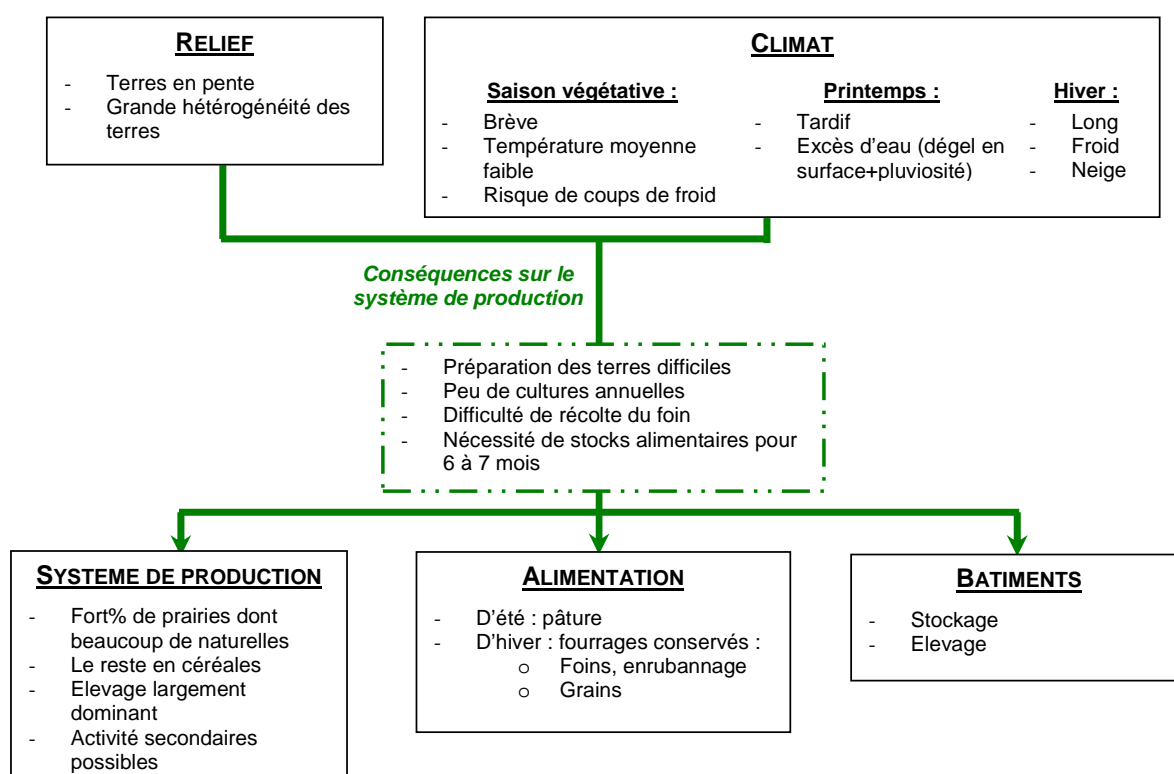 RELIEF
- Terres en pente
- Grande hétérogénéité des
terres
CLIMAT
Saison végétative :
- Brève
- Température moyenne
faible
- Risque de coups de froid
Printemps :
- Tardif
- Excès d'eau (dégel en
surface+pluviosité)
Hiver :
- Long
- Froid
- Neige
Conséquences sur le
système de production
- Préparation des terres difficiles
- Peu de cultures annuelles
- Difficulté de récolte du foin
- Nécessité de stocks alimentaires pour
6 à 7 mois
SYSTEME DE PRODUCTION
- Fort% de prairies dont
beaucoup de naturelles
- Le reste en céréales
- Elevage largement
dominant
- Activité secondaires
possibles
ALIMENTATION
- D'été : pâture
- D'hiver : fourrages conservés :
o Foins, enrubannage
o Grains
BATIMENTS
- Stockage
- Elevage